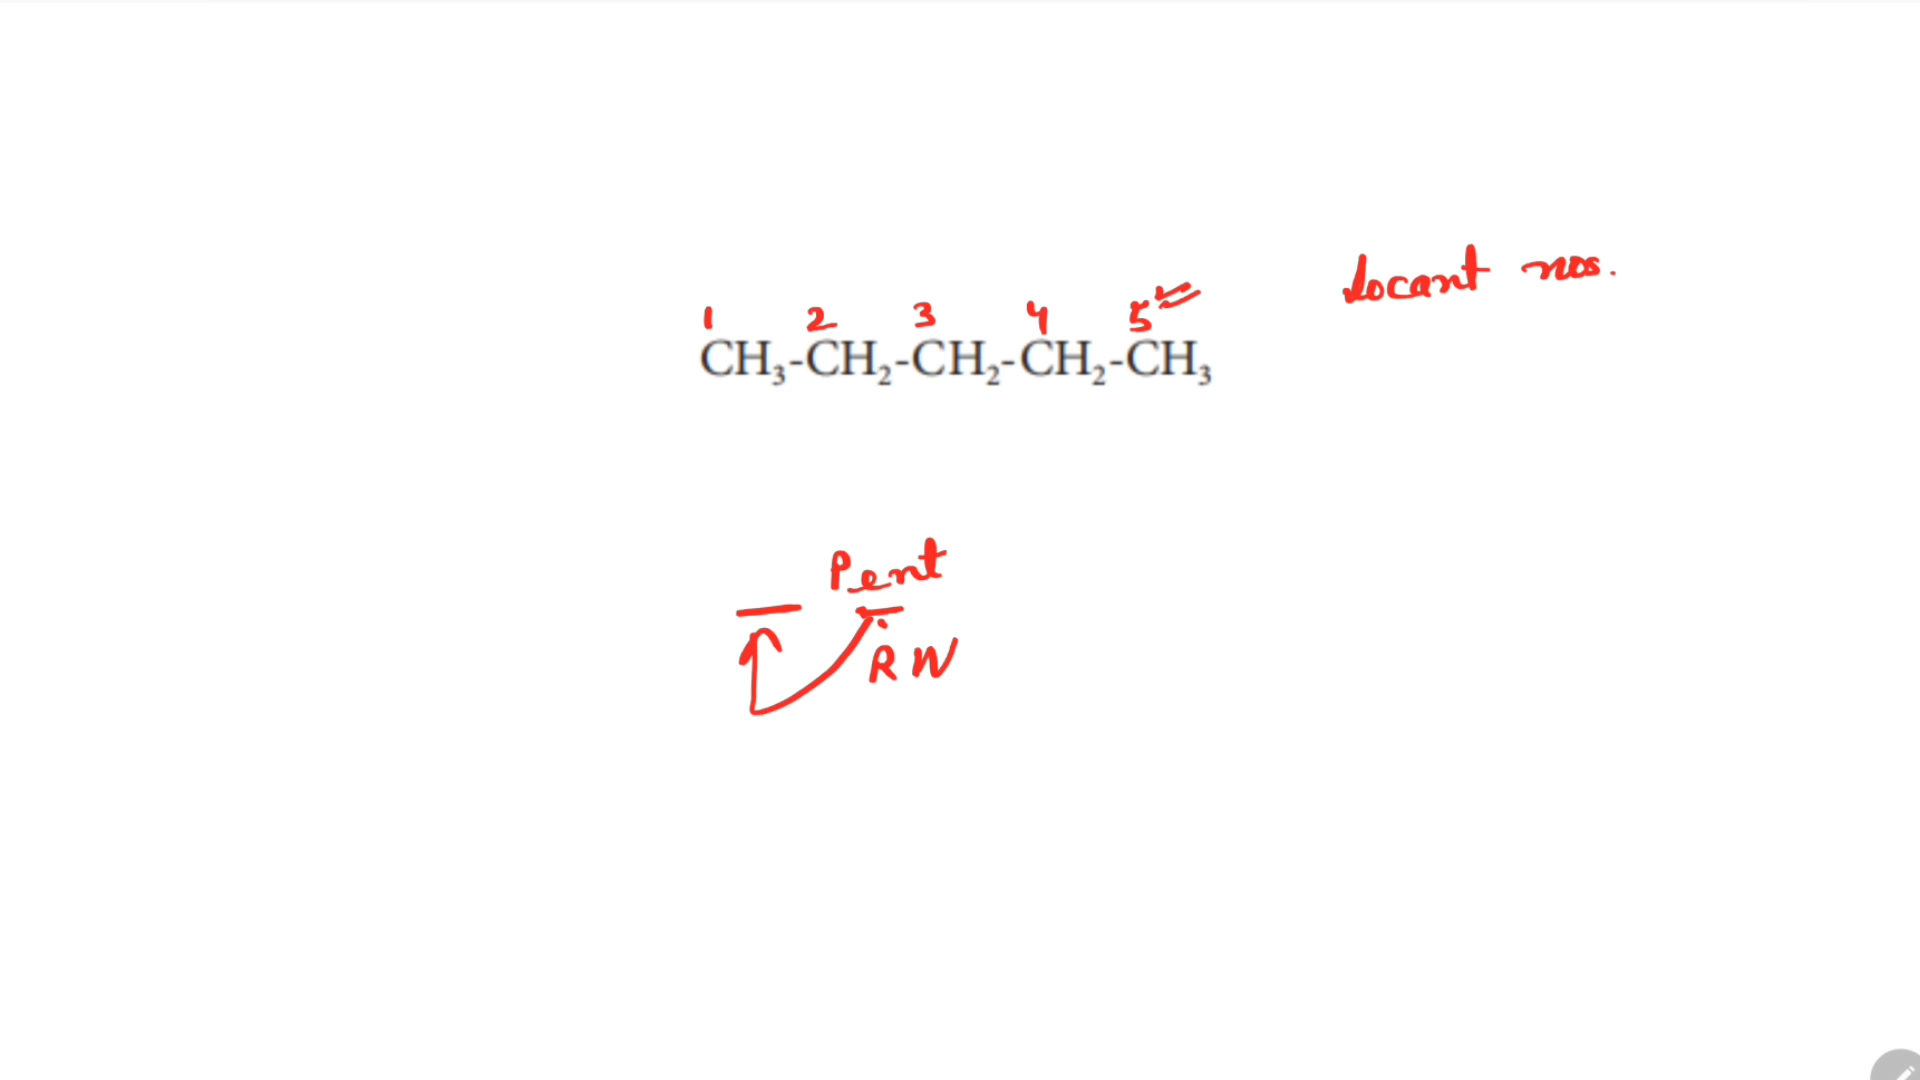 locant nos.
1 2 3 4 5
CH₃-CH₂-CH₂-CH₂-CH₃
Pent
RW